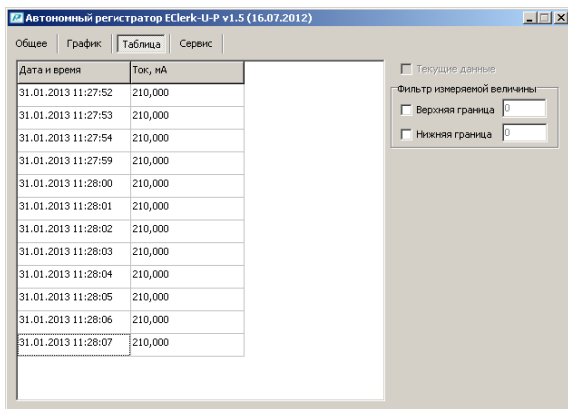 Автономный регистратор EClerk-U-P v1.5 (16.07.2012)
Общее График Таблица Сервис
Дата и время Ток, мА
31.01.2013 11:27:52 210,000
31.01.2013 11:27:53 210,000
31.01.2013 11:27:54 210,000
31.01.2013 11:27:59 210,000
31.01.2013 11:28:00 210,000
31.01.2013 11:28:01 210,000
31.01.2013 11:28:02 210,000
31.01.2013 11:28:03 210,000
31.01.2013 11:28:04 210,000
31.01.2013 11:28:05 210,000
31.01.2013 11:28:06 210,000
31.01.2013 11:28:07 210,000
Текущие данные
Фильтр измеряемой величины
Верхняя граница 0
Нижняя граница 0